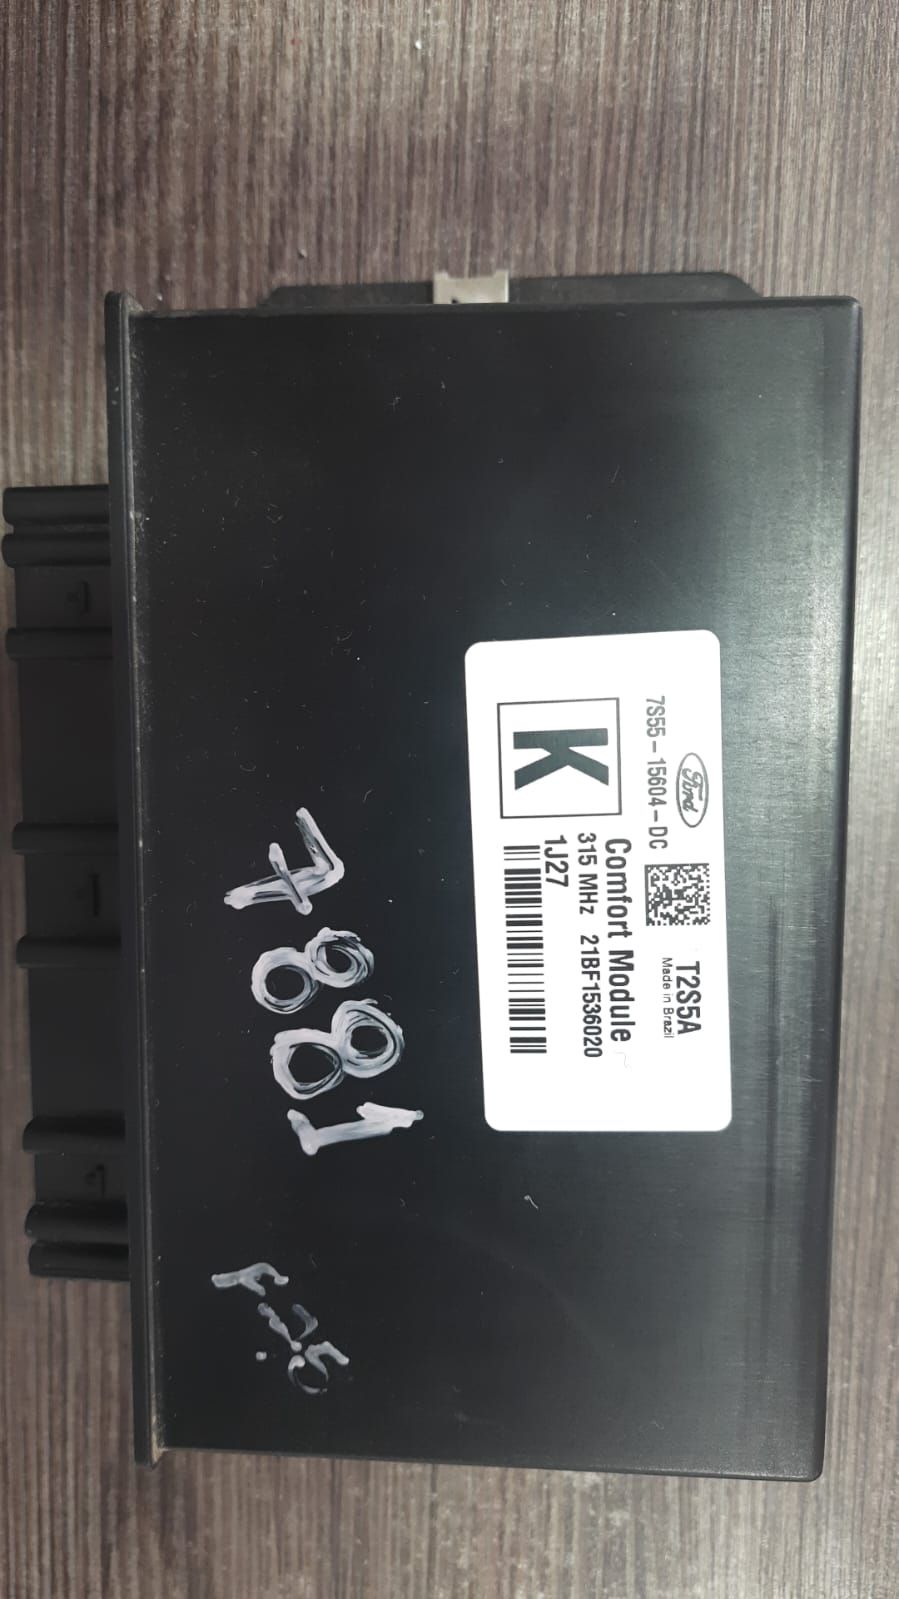 Ford
T2S5A
7S55-15604-DC
Made in Brazil
K
Comfort Module
315 MHz 21BF1536020
1J27
7881